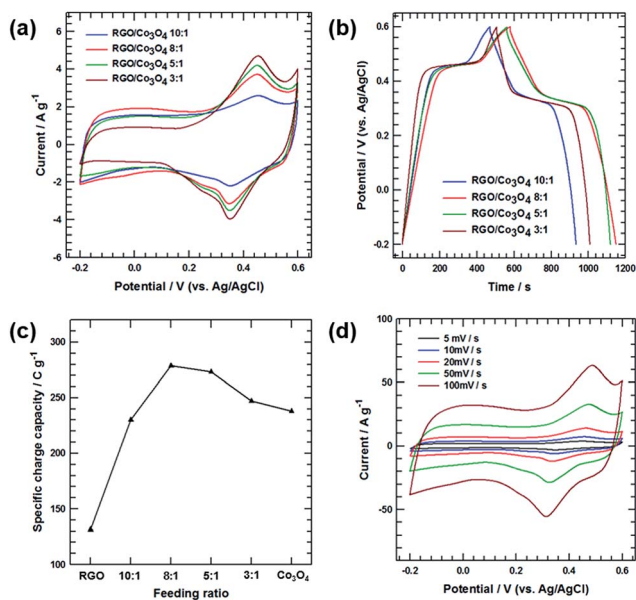 (a)
RGO/Co₃O₄ 10:1
RGO/Co₃O₄ 8:1
RGO/Co₃O₄ 5:1
RGO/Co₃O₄ 3:1
6
4
2
0
-2
-4
-6
Current / A g⁻¹
-0.2
0.0
0.2
0.4
0.6
Potential / V (vs. Ag/AgCl)
(b)
0.6
0.4
0.2
0.0
-0.2
Potential / V (vs. Ag/AgCl)
RGO/Co₃O₄ 10:1
RGO/Co₃O₄ 8:1
RGO/Co₃O₄ 5:1
RGO/Co₃O₄ 3:1
0
200
400
600
800
1000
1200
Time / s
(c)
300
250
200
150
100
Specific charge capacity / C g⁻¹
RGO
10:1
8:1
5:1
3:1
Co₃O₄
Feeding ratio
(d)
5 mV / s
10mV / s
20mV / s
50mV / s
100mV / s
100
50
0
-50
Current / A g⁻¹
-0.2
0.0
0.2
0.4
0.6
Potential / V (vs. Ag/AgCl)